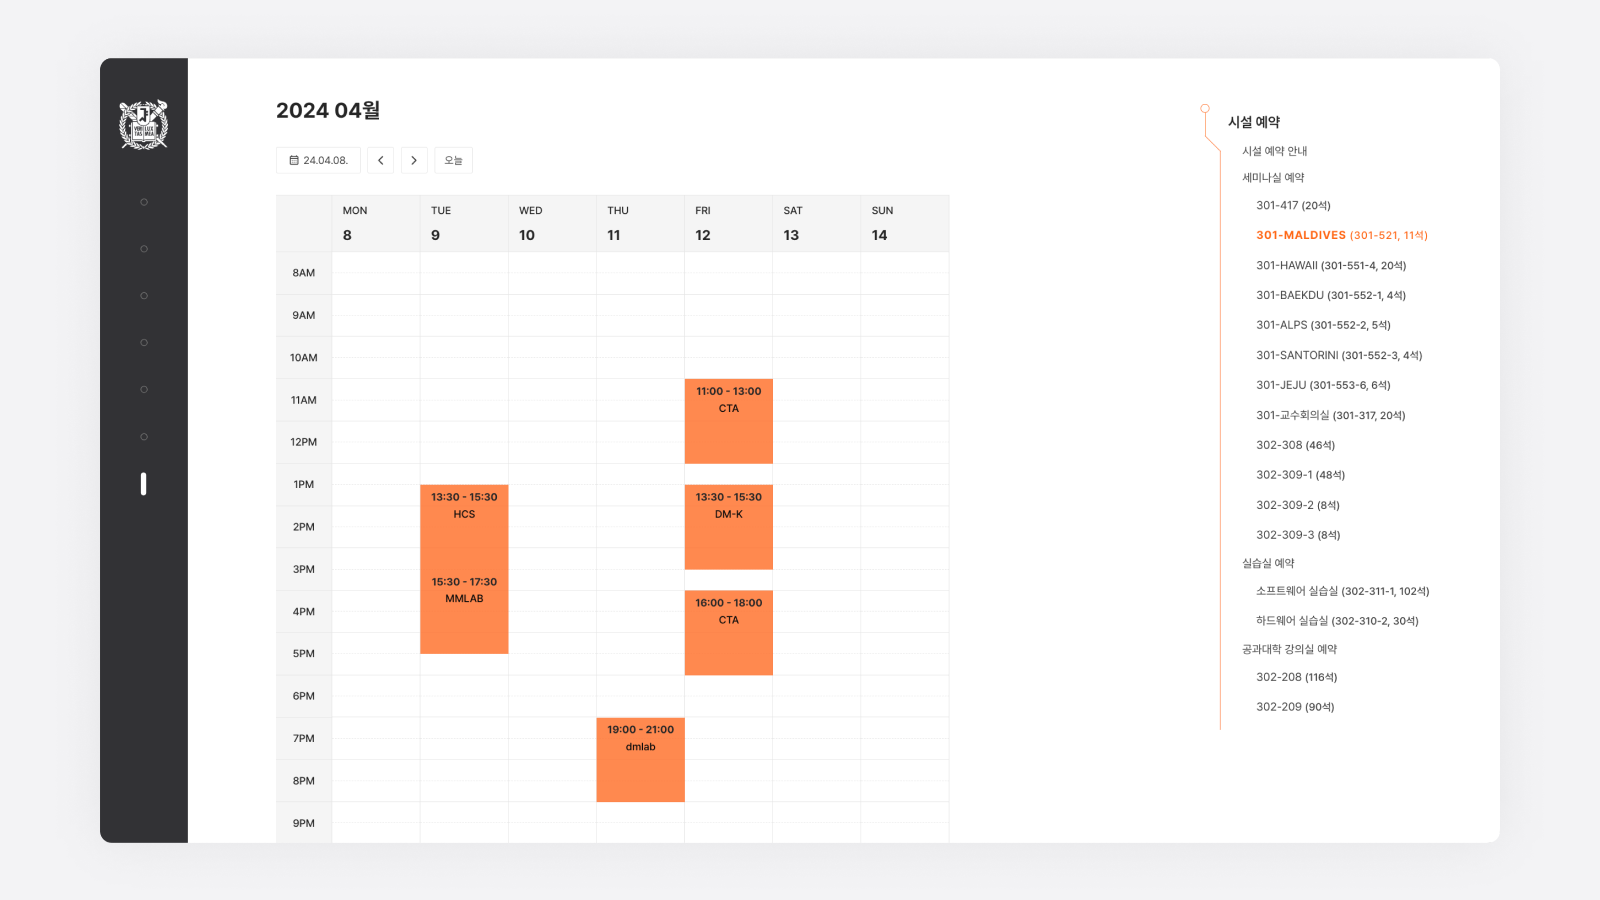 VERI LUX
TAS MEA
2024 04월
24.04.08.
오늘
MON TUE WED THU FRI SAT SUN
8 9 10 11 12 13 14
8AM
9AM
10AM
11AM
12PM
1PM
2PM
3PM
4PM
5PM
6PM
7PM
8PM
9PM
13:30 - 15:30
HCS
15:30 - 17:30
MMLAB
19:00 - 21:00
dmlab
11:00 - 13:00
CTA
13:30 - 15:30
DM-K
16:00 - 18:00
CTA
시설 예약
시설 예약 안내
세미나실 예약
301-417 (20석)
301-MALDIVES (301-521, 11석)
301-HAWAII (301-551-4, 20석)
301-BAEKDU (301-552-1, 4석)
301-ALPS (301-552-2, 5석)
301-SANTORINI (301-552-3, 4석)
301-JEJU (301-553-6, 6석)
301-교수회의실 (301-317, 20석)
302-308 (46석)
302-309-1 (48석)
302-309-2 (8석)
302-309-3 (8석)
실습실 예약
소프트웨어 실습실 (302-311-1, 102석)
하드웨어 실습실 (302-310-2, 30석)
공과대학 강의실 예약
302-208 (116석)
302-209 (90석)